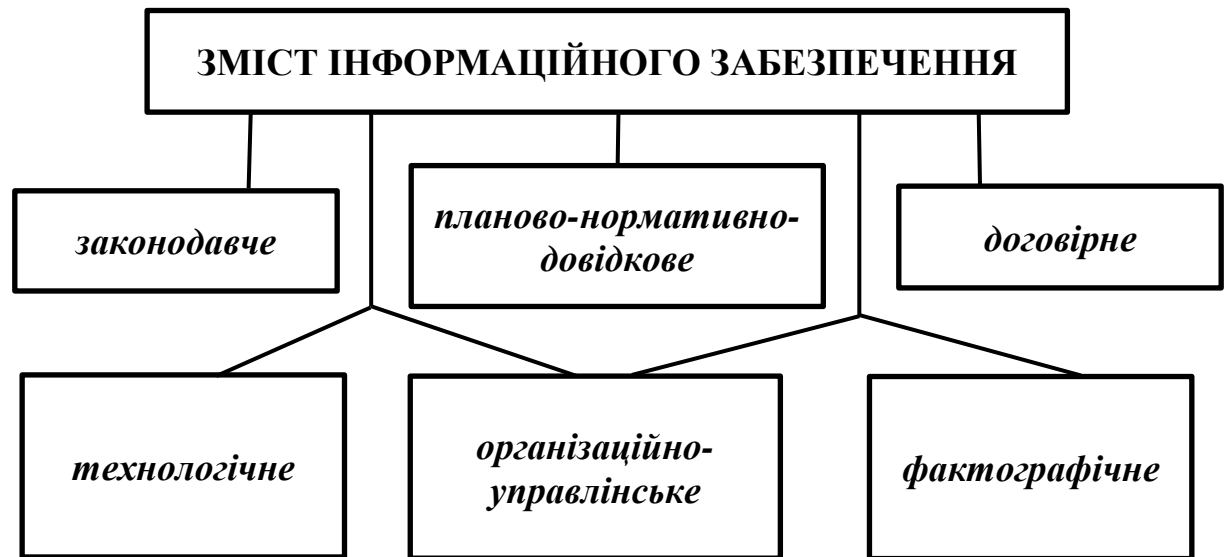 ЗМІСТ ІНФОРМАЦІЙНОГО ЗАБЕЗПЕЧЕННЯ
законодавче
планово-нормативно-
довідкове
договірне
технологічне
організаційно-
управлінське
фактографічне